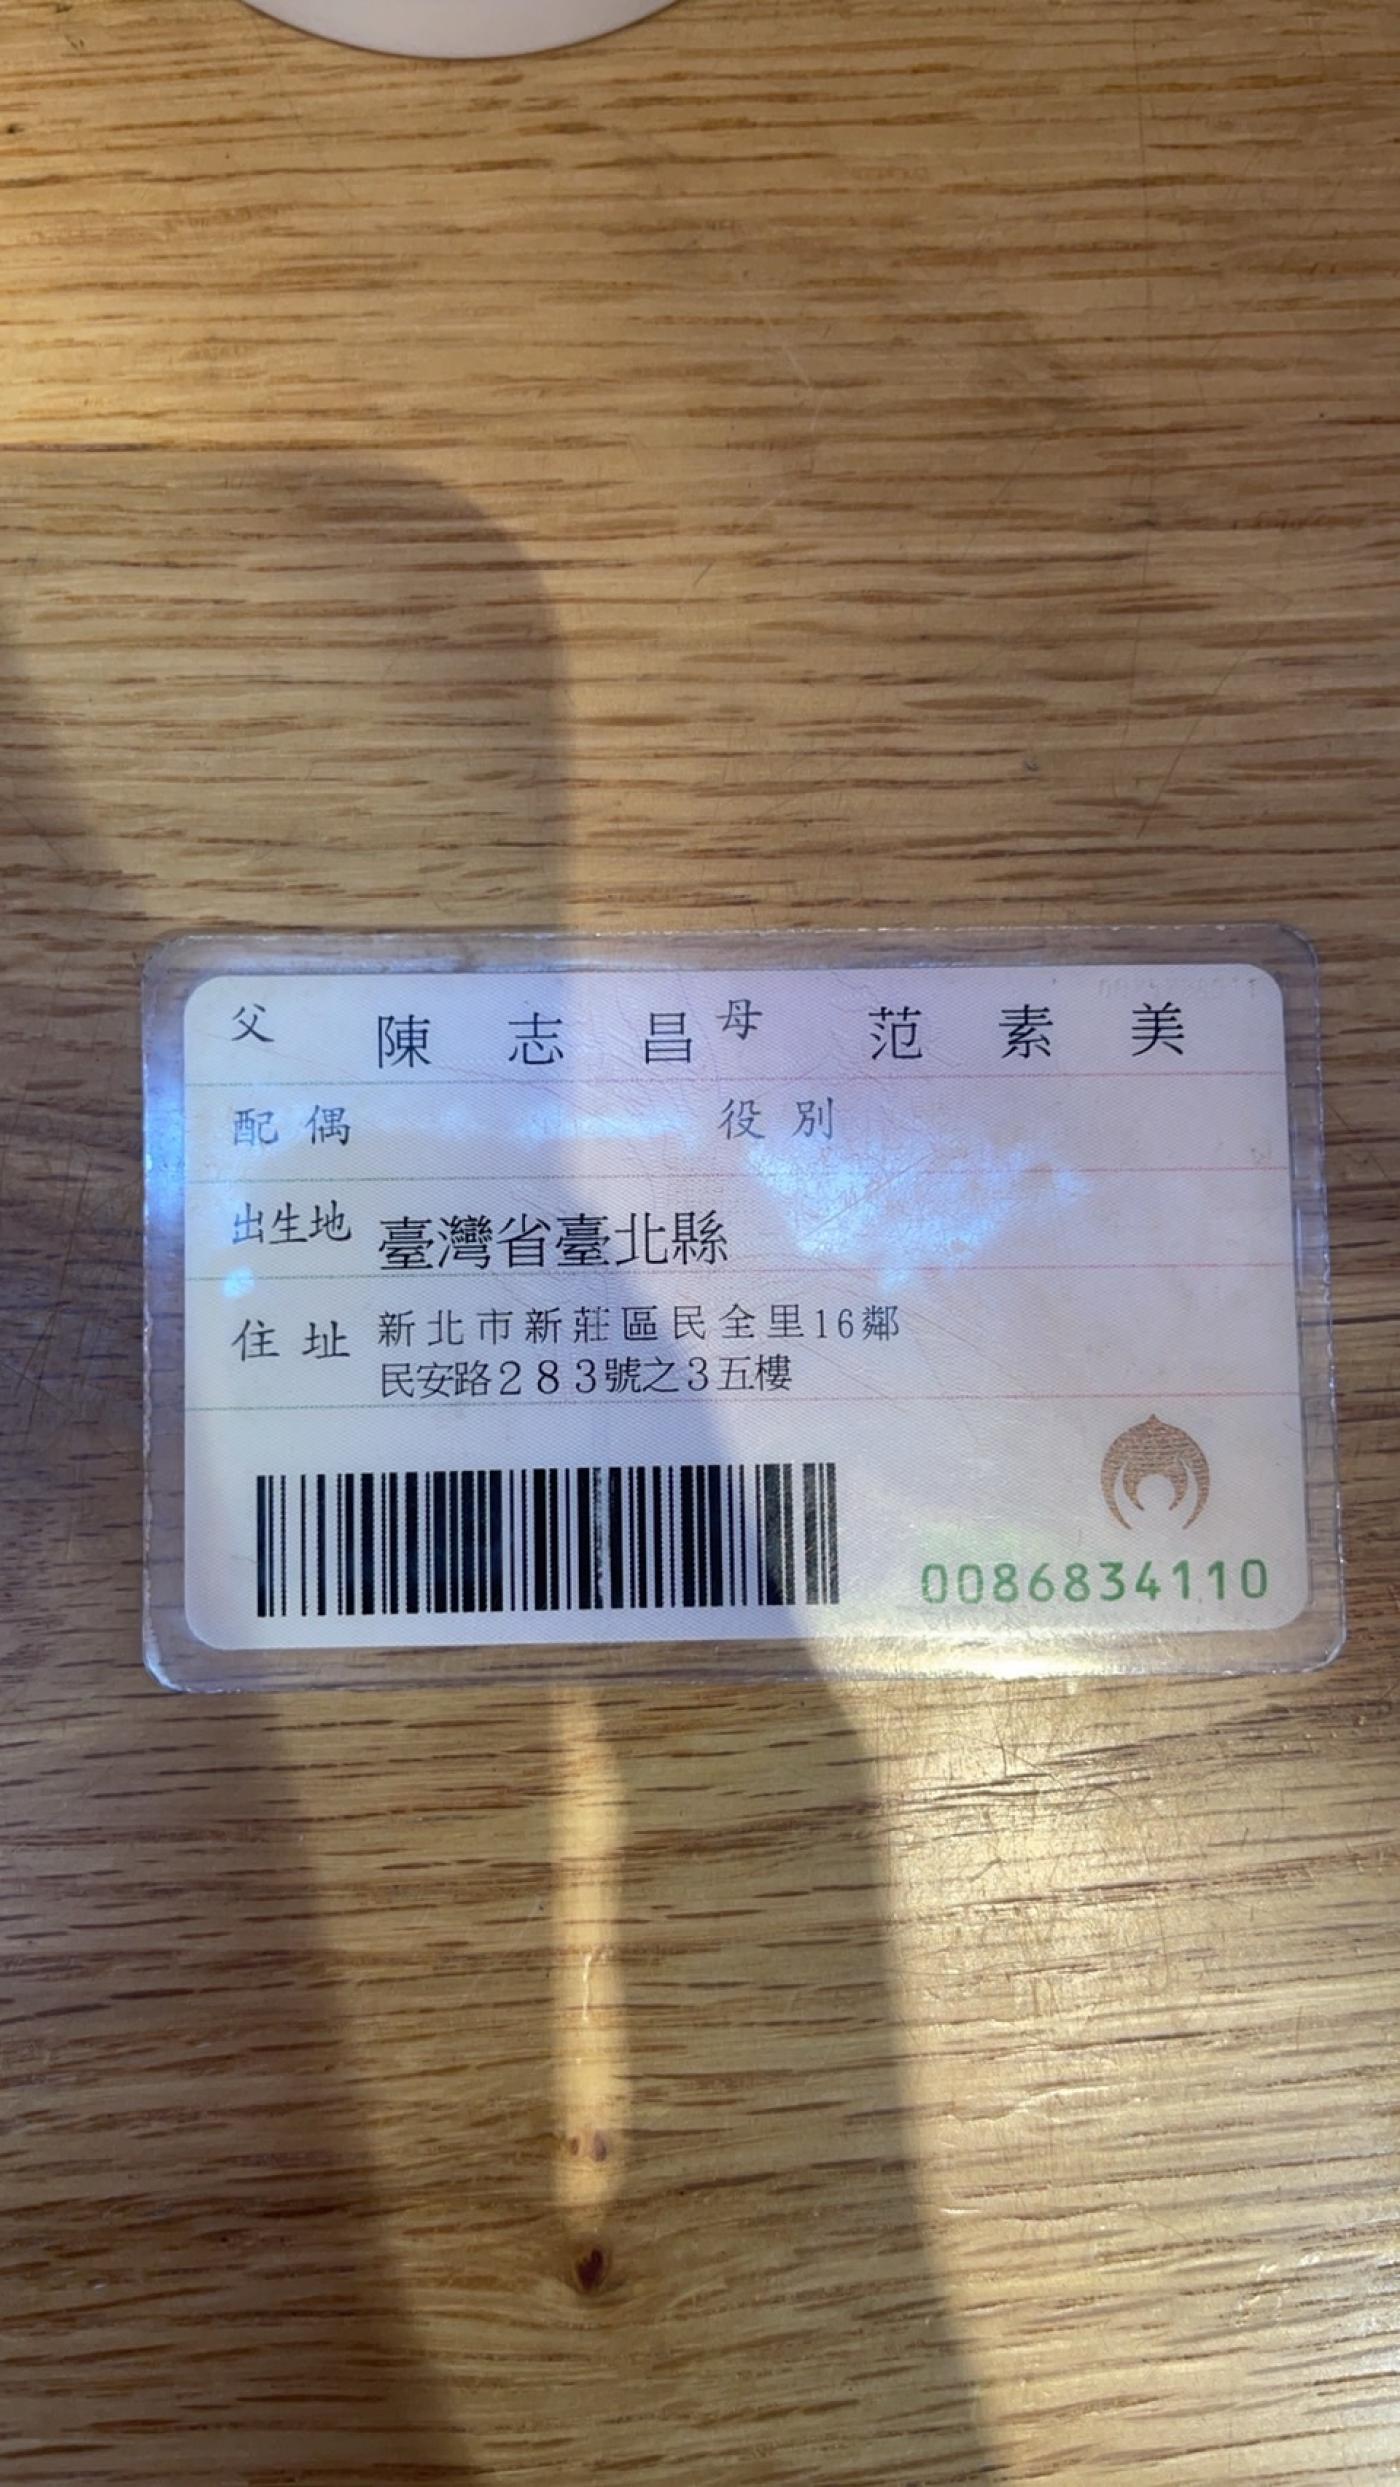 父 陳志昌 母 范素美
配偶 役別
出生地 臺灣省臺北縣
住址 新北市新莊區民全里16鄰
民安路283號之3五樓
0086834110